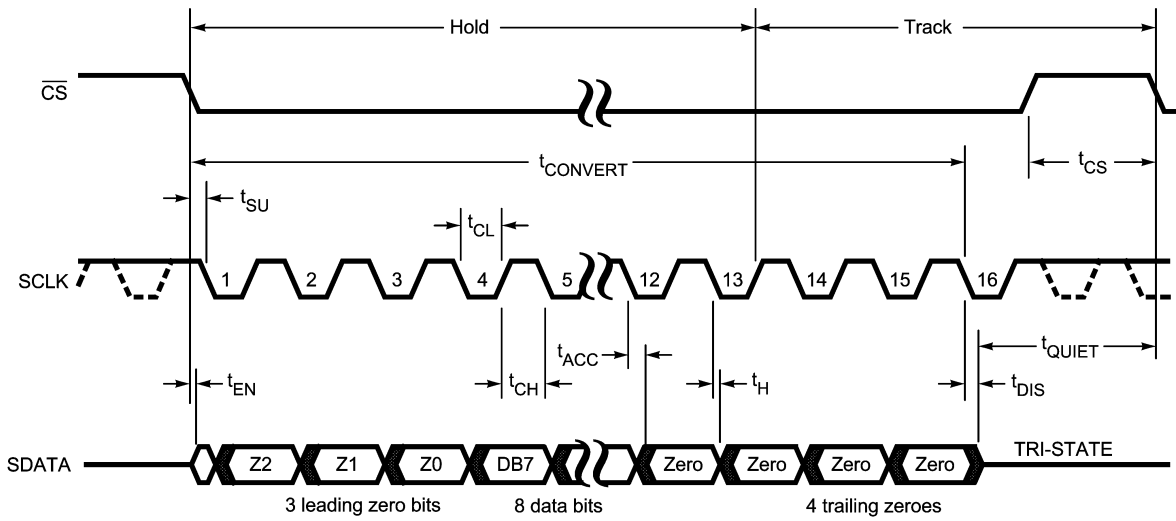 Hold
Track
CS
tCONVERT
tCS
tSU
tCL
SCLK
1 2 3 4 5 12 13 14 15 16
tACC
tQUIET
tEN
tCH
tH
tDIS
SDATA
Z2 Z1 Z0 DB7 Zero Zero Zero Zero
TRI-STATE
3 leading zero bits
8 data bits
4 trailing zeroes